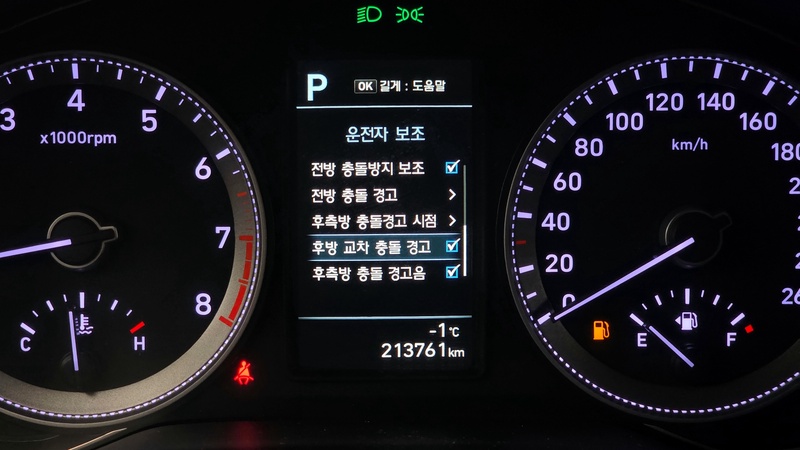 P OK 길게 : 도움말
운전자 보조
전방 충돌방지 보조
전방 충돌 경고
후측방 충돌경고 시점
후방 교차 충돌 경고
후측방 충돌 경고음
-1℃
213761km
3 4 5 6 7 8
x1000rpm
C H
0 20 40 60 80 100 120 140 160 180
km/h
E F